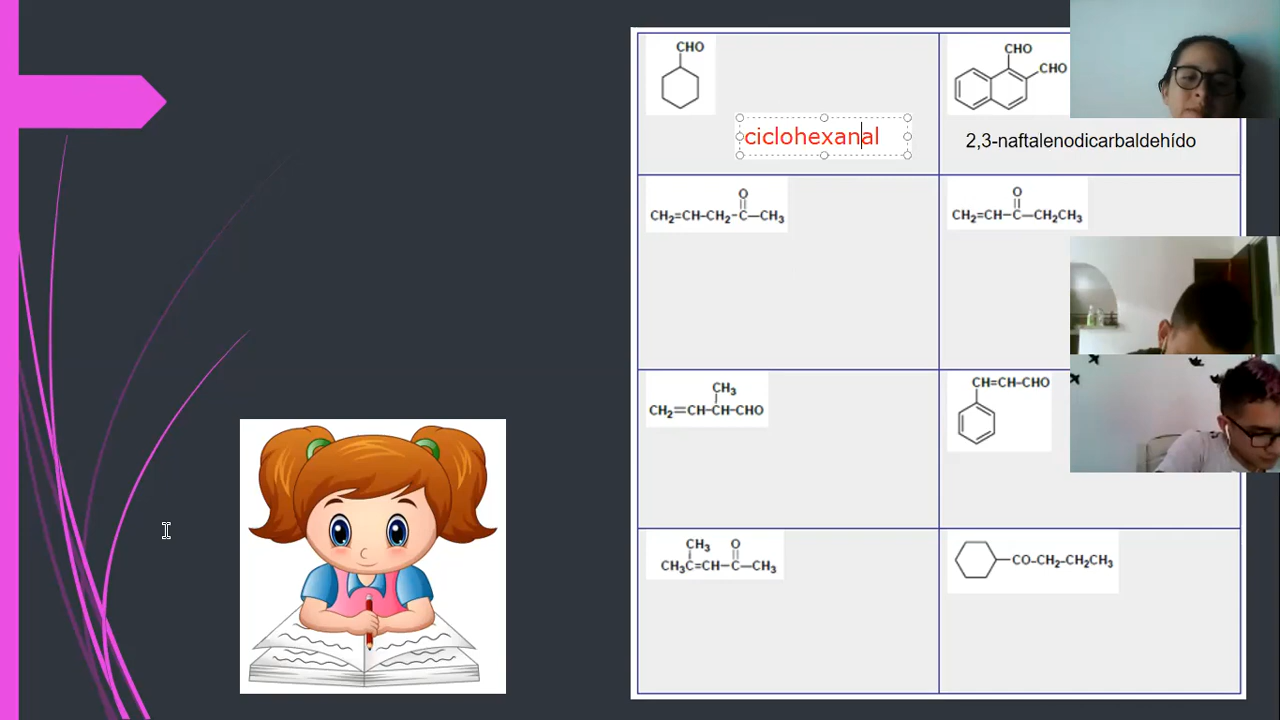 CHO
ciclohexanal
CHO
CHO
2,3-naftalenodicarbaldehído
O
CH₂=CH-CH₂-C—CH₃
O
CH₂=CH-C—CH₂CH₃
CH₃
CH₂=CH-CH-CHO
CH=CH-CHO
CH₃ O
CH₃C=CH-C—CH₃
CO-CH₂-CH₂CH₃